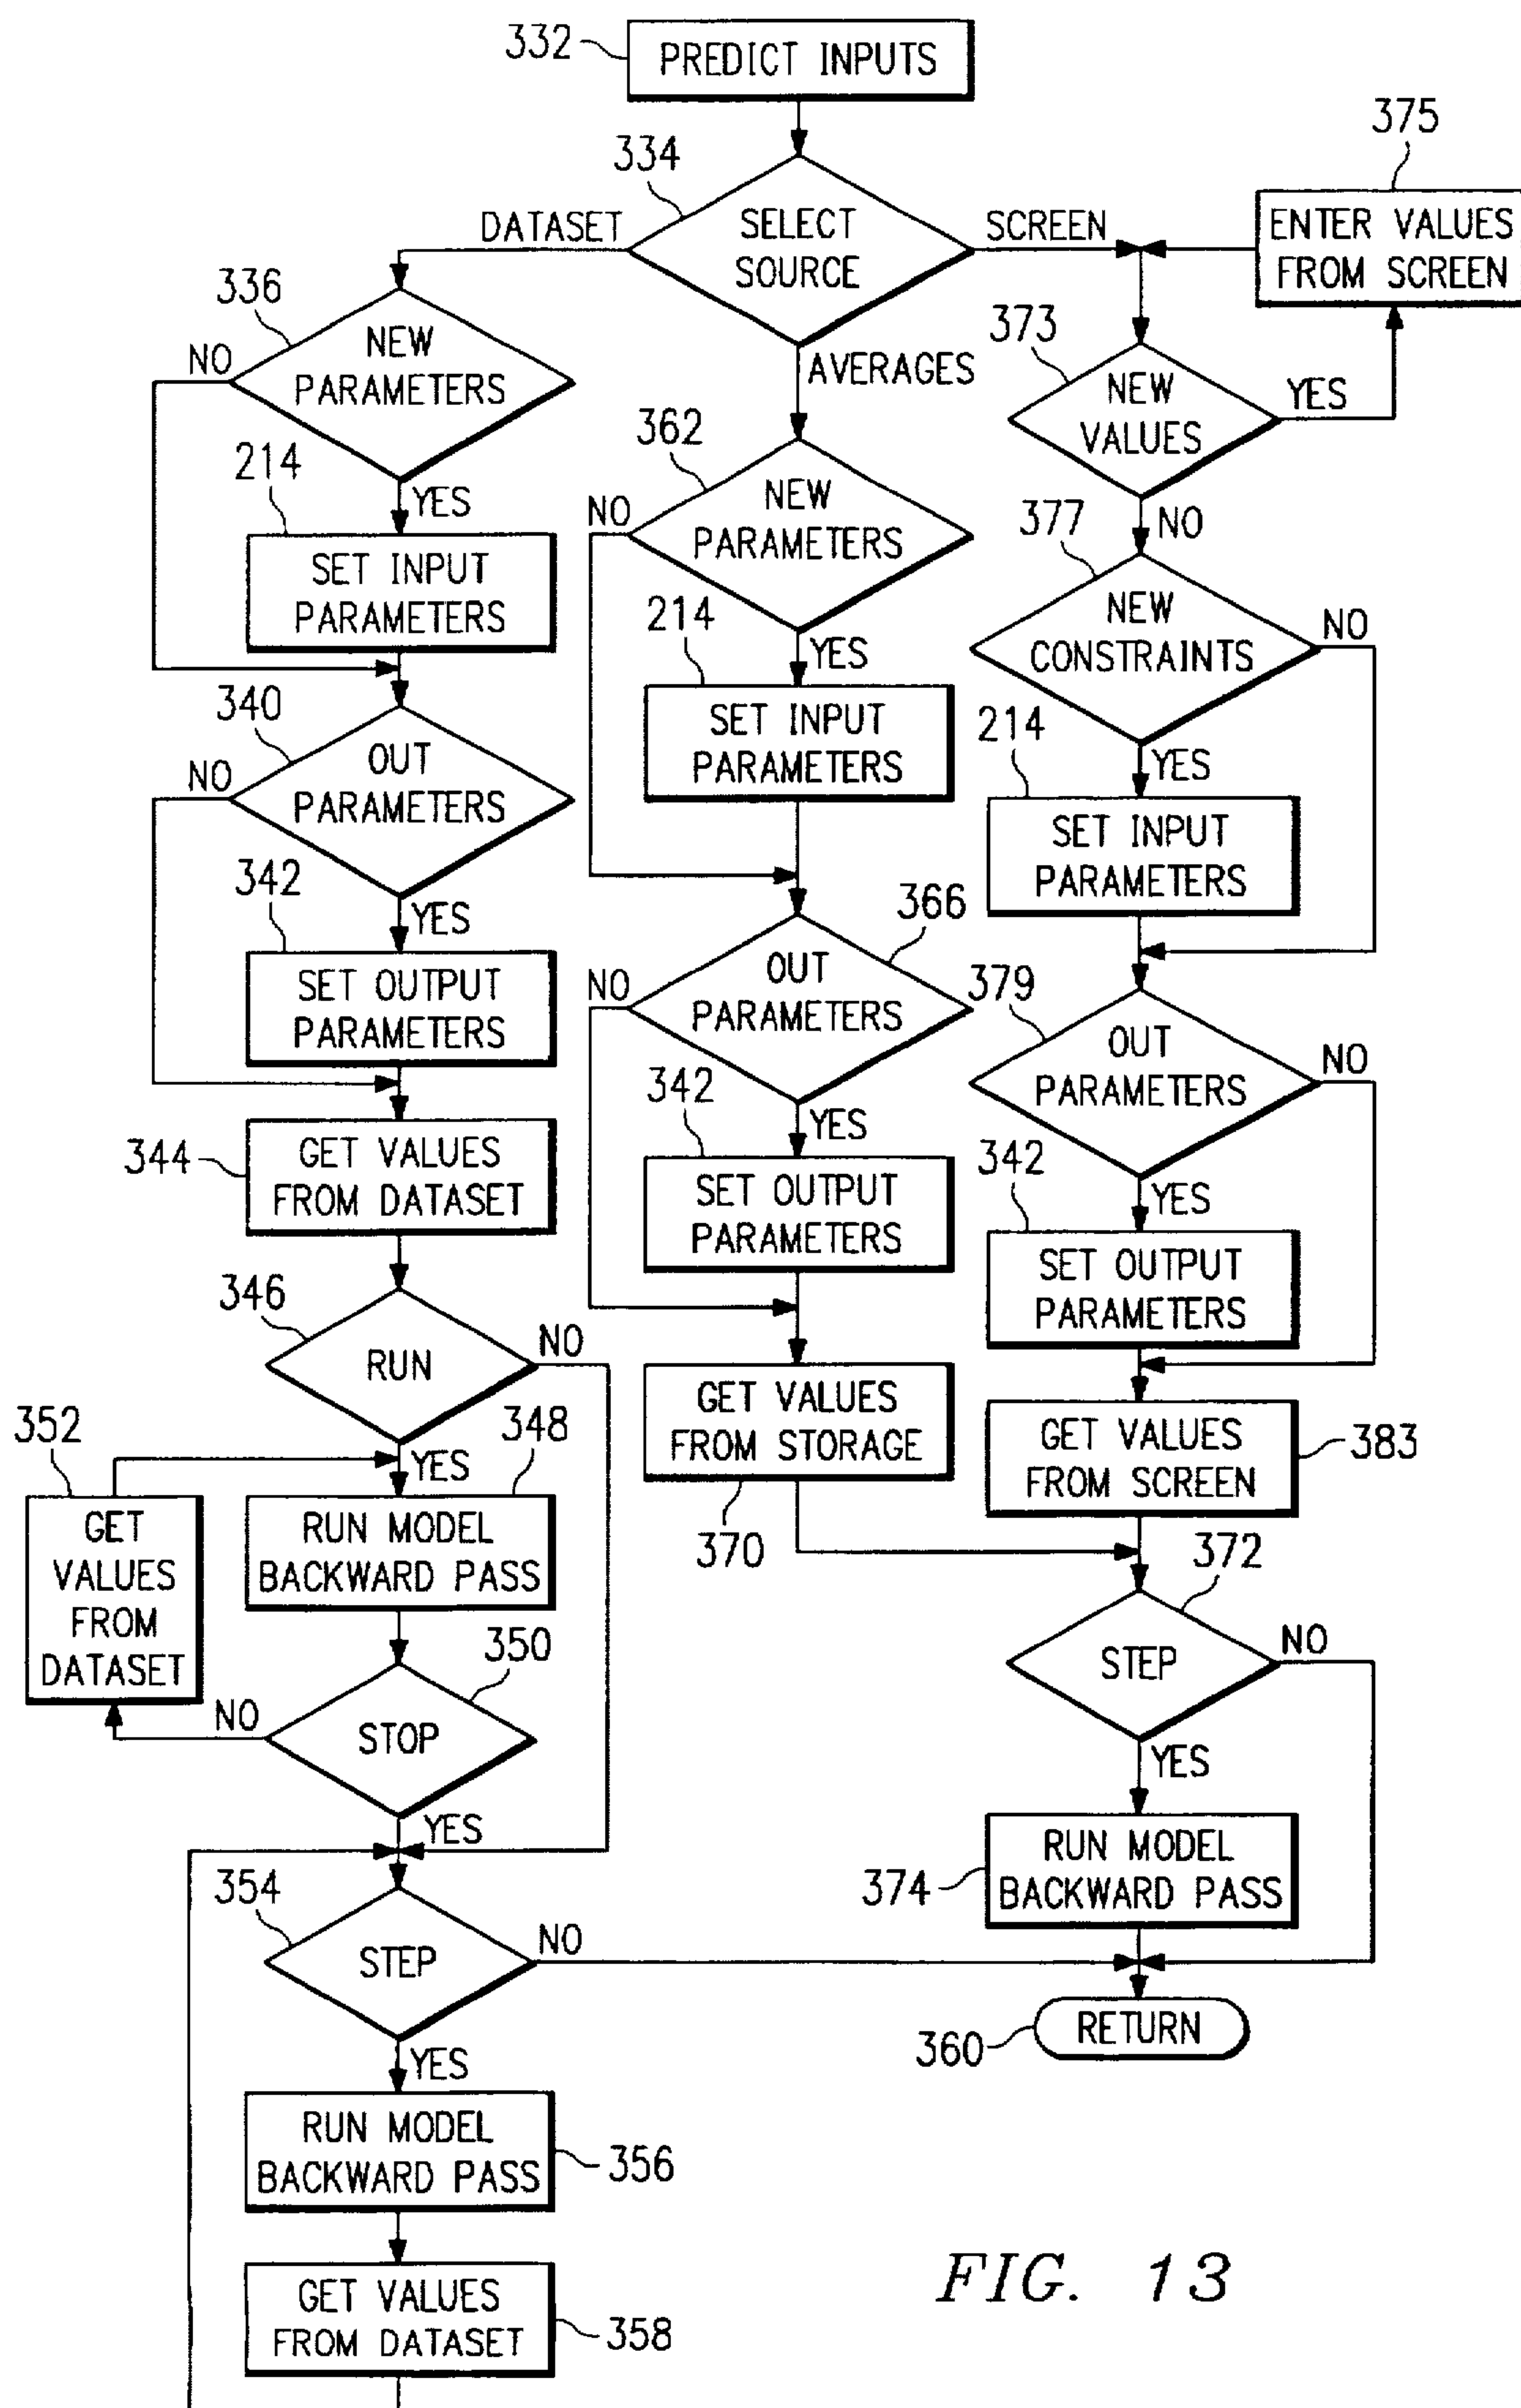 332
PREDICT INPUTS
334
SELECT
SOURCE
DATASET
SCREEN
AVERAGES
375
ENTER VALUES
FROM SCREEN
336
NEW
PARAMETERS
NO
YES
214
SET INPUT
PARAMETERS
340
OUT
PARAMETERS
NO
YES
342
SET OUTPUT
PARAMETERS
344
GET VALUES
FROM DATASET
346
RUN
NO
YES
352
GET
VALUES
FROM
DATASET
348
RUN MODEL
BACKWARD PASS
350
STOP
NO
YES
354
STEP
NO
YES
RUN MODEL
BACKWARD PASS
356
GET VALUES
FROM DATASET
358
362
NEW
PARAMETERS
NO
YES
214
SET INPUT
PARAMETERS
366
OUT
PARAMETERS
NO
YES
342
SET OUTPUT
PARAMETERS
GET VALUES
FROM STORAGE
370
373
NEW
VALUES
YES
NO
377
NEW
CONSTRAINTS
NO
YES
214
SET INPUT
PARAMETERS
379
OUT
PARAMETERS
NO
YES
342
SET OUTPUT
PARAMETERS
GET VALUES
FROM SCREEN
383
372
STEP
NO
YES
374
RUN MODEL
BACKWARD PASS
360
RETURN
FIG. 13